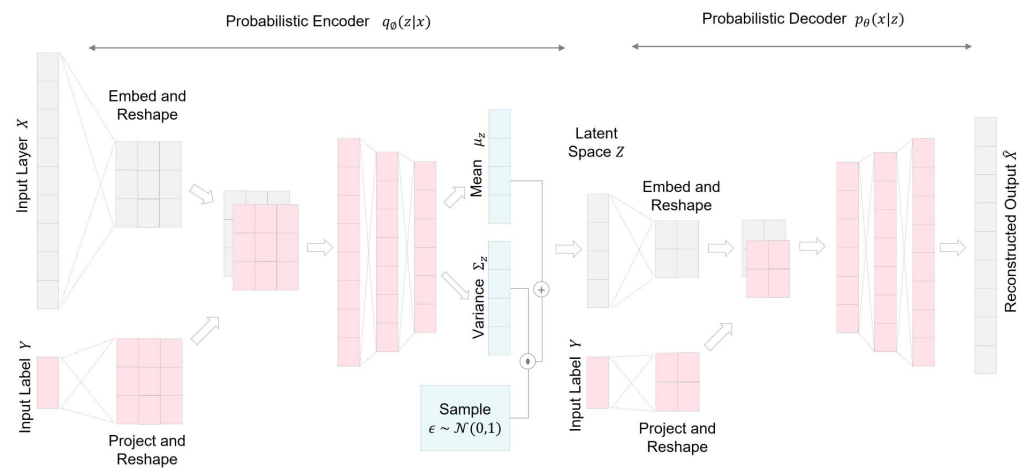 Probabilistic Encoder q∅(z|x)
Probabilistic Decoder pθ(x|z)
Input Layer X
Embed and
Reshape
Mean μz
Latent
Space Z
Embed and
Reshape
Reconstructed Output X̂
Variance Σz
+
Input Label Y
Project and
Reshape
Sample
ϵ ~ 𝒩(0,1)
Input Label Y
Project and
Reshape